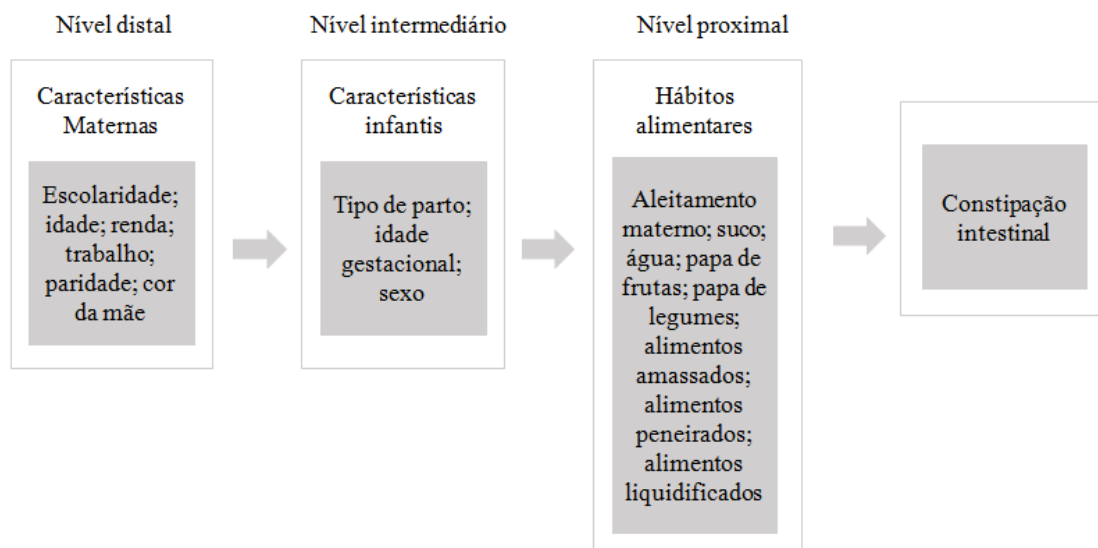 Nível distal
Nível intermediário
Nível proximal
Característícas
Maternas
Escolaridade;
idade; renda;
trabalho;
paridade; cor
da mãe
Característícas
infantis
Tipo de parto;
idade
gestacional;
sexo
Hábitos
alimentares
Aleitamento
materno; suco;
água; papa de
frutas; papa de
legumes;
alimentos
amassados;
alimentos
peneirados;
alimentos
liquidificados
Constipação
intestinal